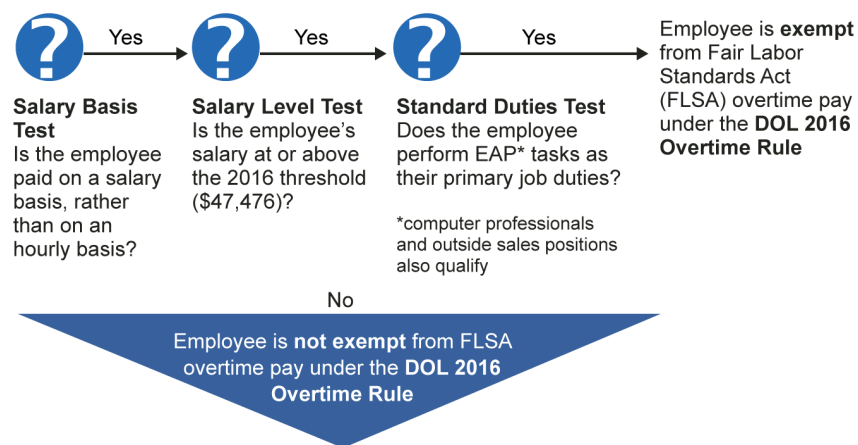 ?
Yes
?
Yes
?
Yes
Salary Basis
Test
Is the employee
paid on a salary
basis, rather
than on an
hourly basis?
Salary Level Test
Is the employee's
salary at or above
the 2016 threshold
($47,476)?
Standard Duties Test
Does the employee
perform EAP* tasks as
their primary job duties?
*computer professionals
and outside sales positions
also qualify
Employee is exempt
from Fair Labor
Standards Act
(FLSA) overtime pay
under the DOL 2016
Overtime Rule
No
Employee is not exempt from FLSA
overtime pay under the DOL 2016
Overtime Rule